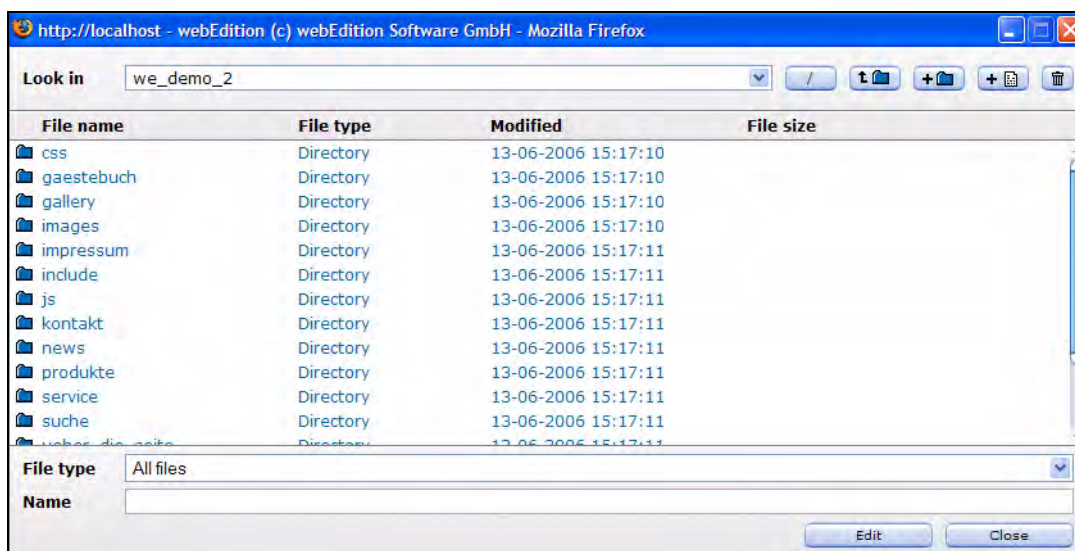 http://localhost - webEdition (c) webEdition Software GmbH - Mozilla Firefox
Look in we_demo_2 /
File name File type Modified File size
css Directory 13-06-2006 15:17:10
gaestebuch Directory 13-06-2006 15:17:10
gallery Directory 13-06-2006 15:17:10
images Directory 13-06-2006 15:17:10
impressum Directory 13-06-2006 15:17:11
include Directory 13-06-2006 15:17:11
js Directory 13-06-2006 15:17:11
kontakt Directory 13-06-2006 15:17:11
news Directory 13-06-2006 15:17:11
produkte Directory 13-06-2006 15:17:11
service Directory 13-06-2006 15:17:11
suche Directory 13-06-2006 15:17:11
File type All files
Name
Edit Close